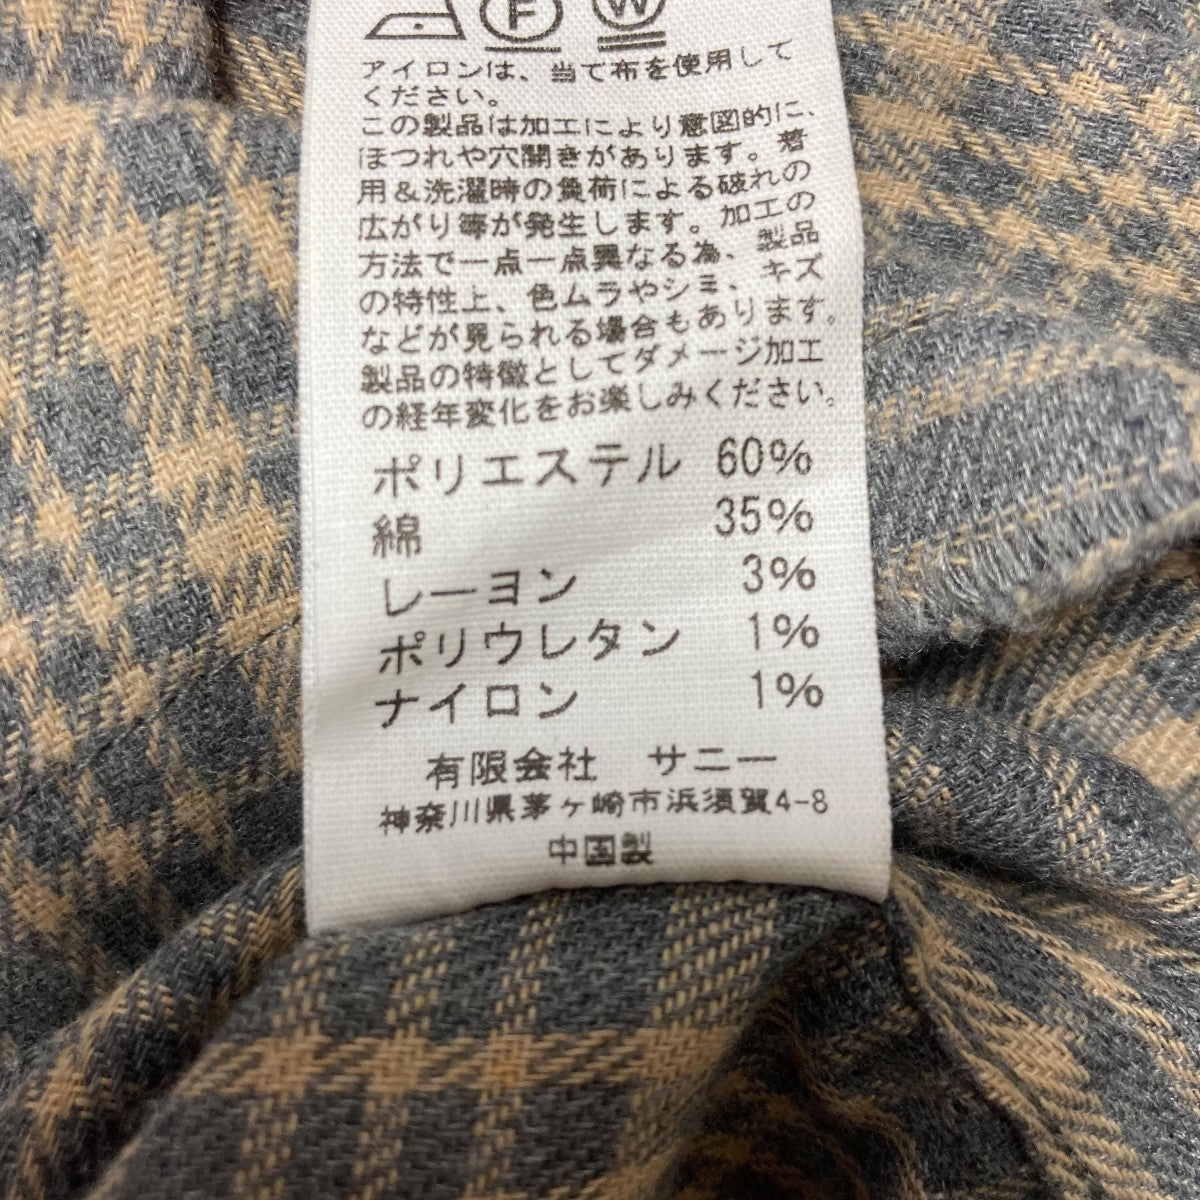 F W
アイロンは、当て布を使用して
ください。
この製品は加工により意図的に、
ほつれや穴開きがあります。着
用&洗濯時の負荷による破れの
広がり等が発生します。加工の
方法で一点一点異なる為、製品
の特性上、色ムラやシミ、キズ
などが見られる場合もあります。
製品の特徴としてダメージ加工
の経年変化をお楽しみください。
ポリエステル 60%
綿 35%
レーヨン 3%
ポリウレタン 1%
ナイロン 1%
有限会社 サニー
神奈川県茅ヶ崎市浜須賀4-8
中国製